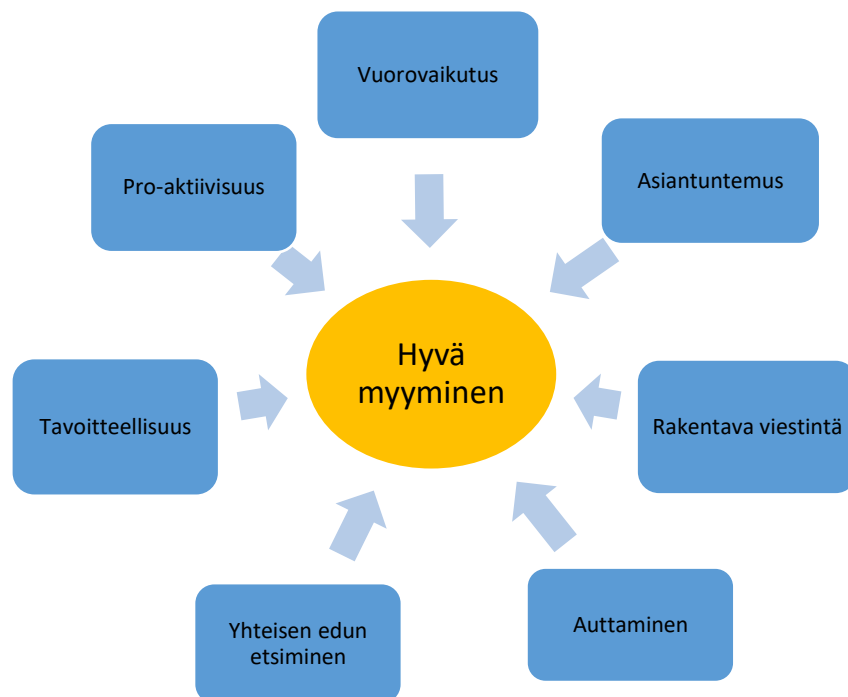 Vuorovaikutus
Pro-aktiivisuus
Asiantuntemus
Hyvä
myyminen
Tavoitteellisuus
Rakentava viestintä
Yhteisen edun
etsiminen
Auttaminen